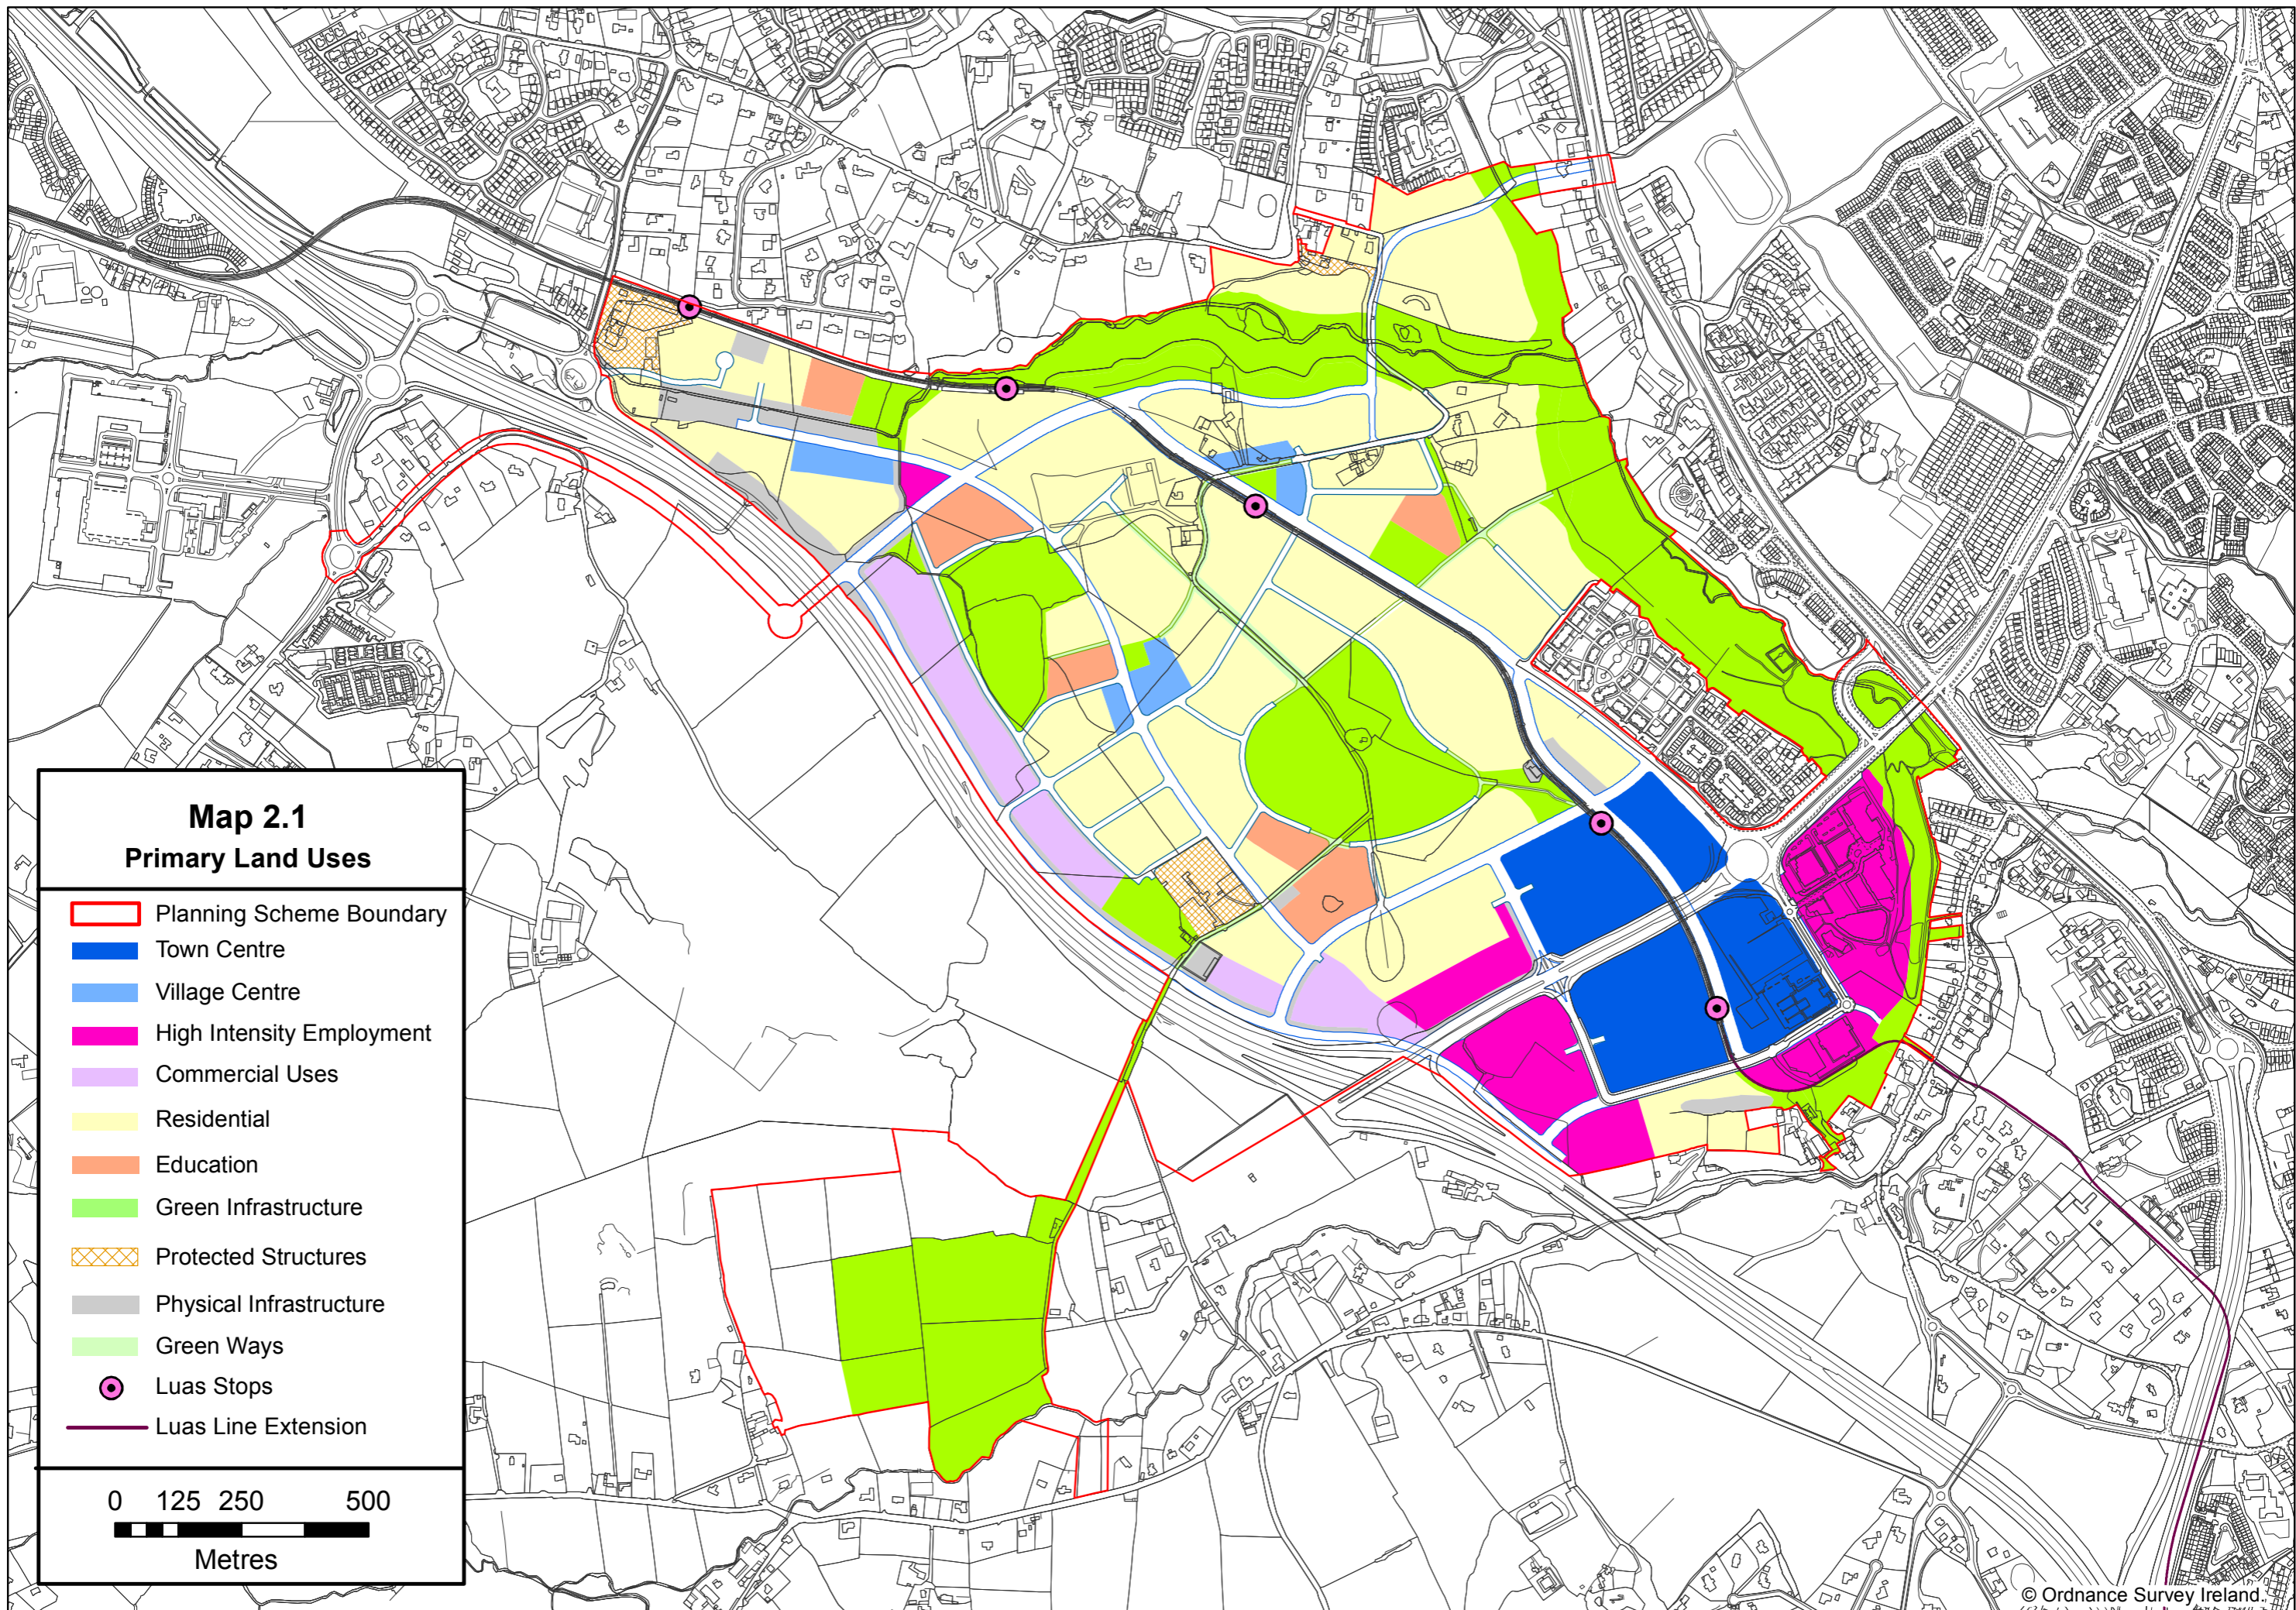 Map 2.1
Primary Land Uses
Planning Scheme Boundary
Town Centre
Village Centre
High Intensity Employment
Commercial Uses
Residential
Education
Green Infrastructure
Protected Structures
Physical Infrastructure
Green Ways
Luas Stops
Luas Line Extension
0 125 250 500
Metres
© Ordnance Survey Ireland.